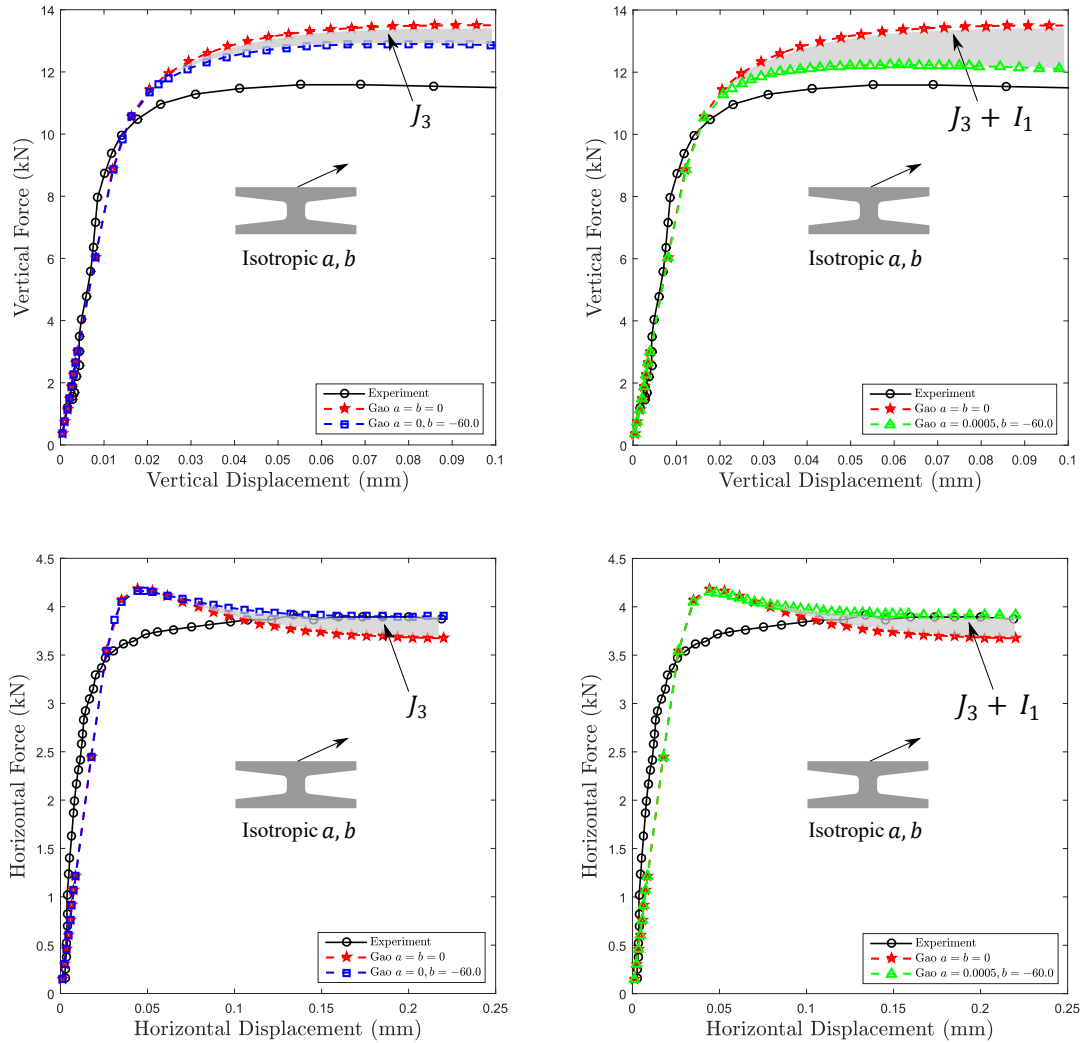 14
12
10
8
6
4
2
0
Vertical Force (kN)
0 0.01 0.02 0.03 0.04 0.05 0.06 0.07 0.08 0.09 0.1
Vertical Displacement (mm)
J₃
Isotropic a, b
Experiment
Gao a = b = 0
Gao a = 0, b = −60.0
14
12
10
8
6
4
2
0
Vertical Force (kN)
0 0.01 0.02 0.03 0.04 0.05 0.06 0.07 0.08 0.09 0.1
Vertical Displacement (mm)
J₃ + I₁
Isotropic a, b
Experiment
Gao a = b = 0
Gao a = 0.0005, b = −60.0
4.5
4
3.5
3
2.5
2
1.5
1
0.5
0
Horizontal Force (kN)
0 0.05 0.1 0.15 0.2 0.25
Horizontal Displacement (mm)
J₃
Isotropic a, b
Experiment
Gao a = b = 0
Gao a = 0, b = −60.0
4.5
4
3.5
3
2.5
2
1.5
1
0.5
0
Horizontal Force (kN)
0 0.05 0.1 0.15 0.2 0.25
Horizontal Displacement (mm)
J₃ + I₁
Isotropic a, b
Experiment
Gao a = b = 0
Gao a = 0.0005, b = −60.0